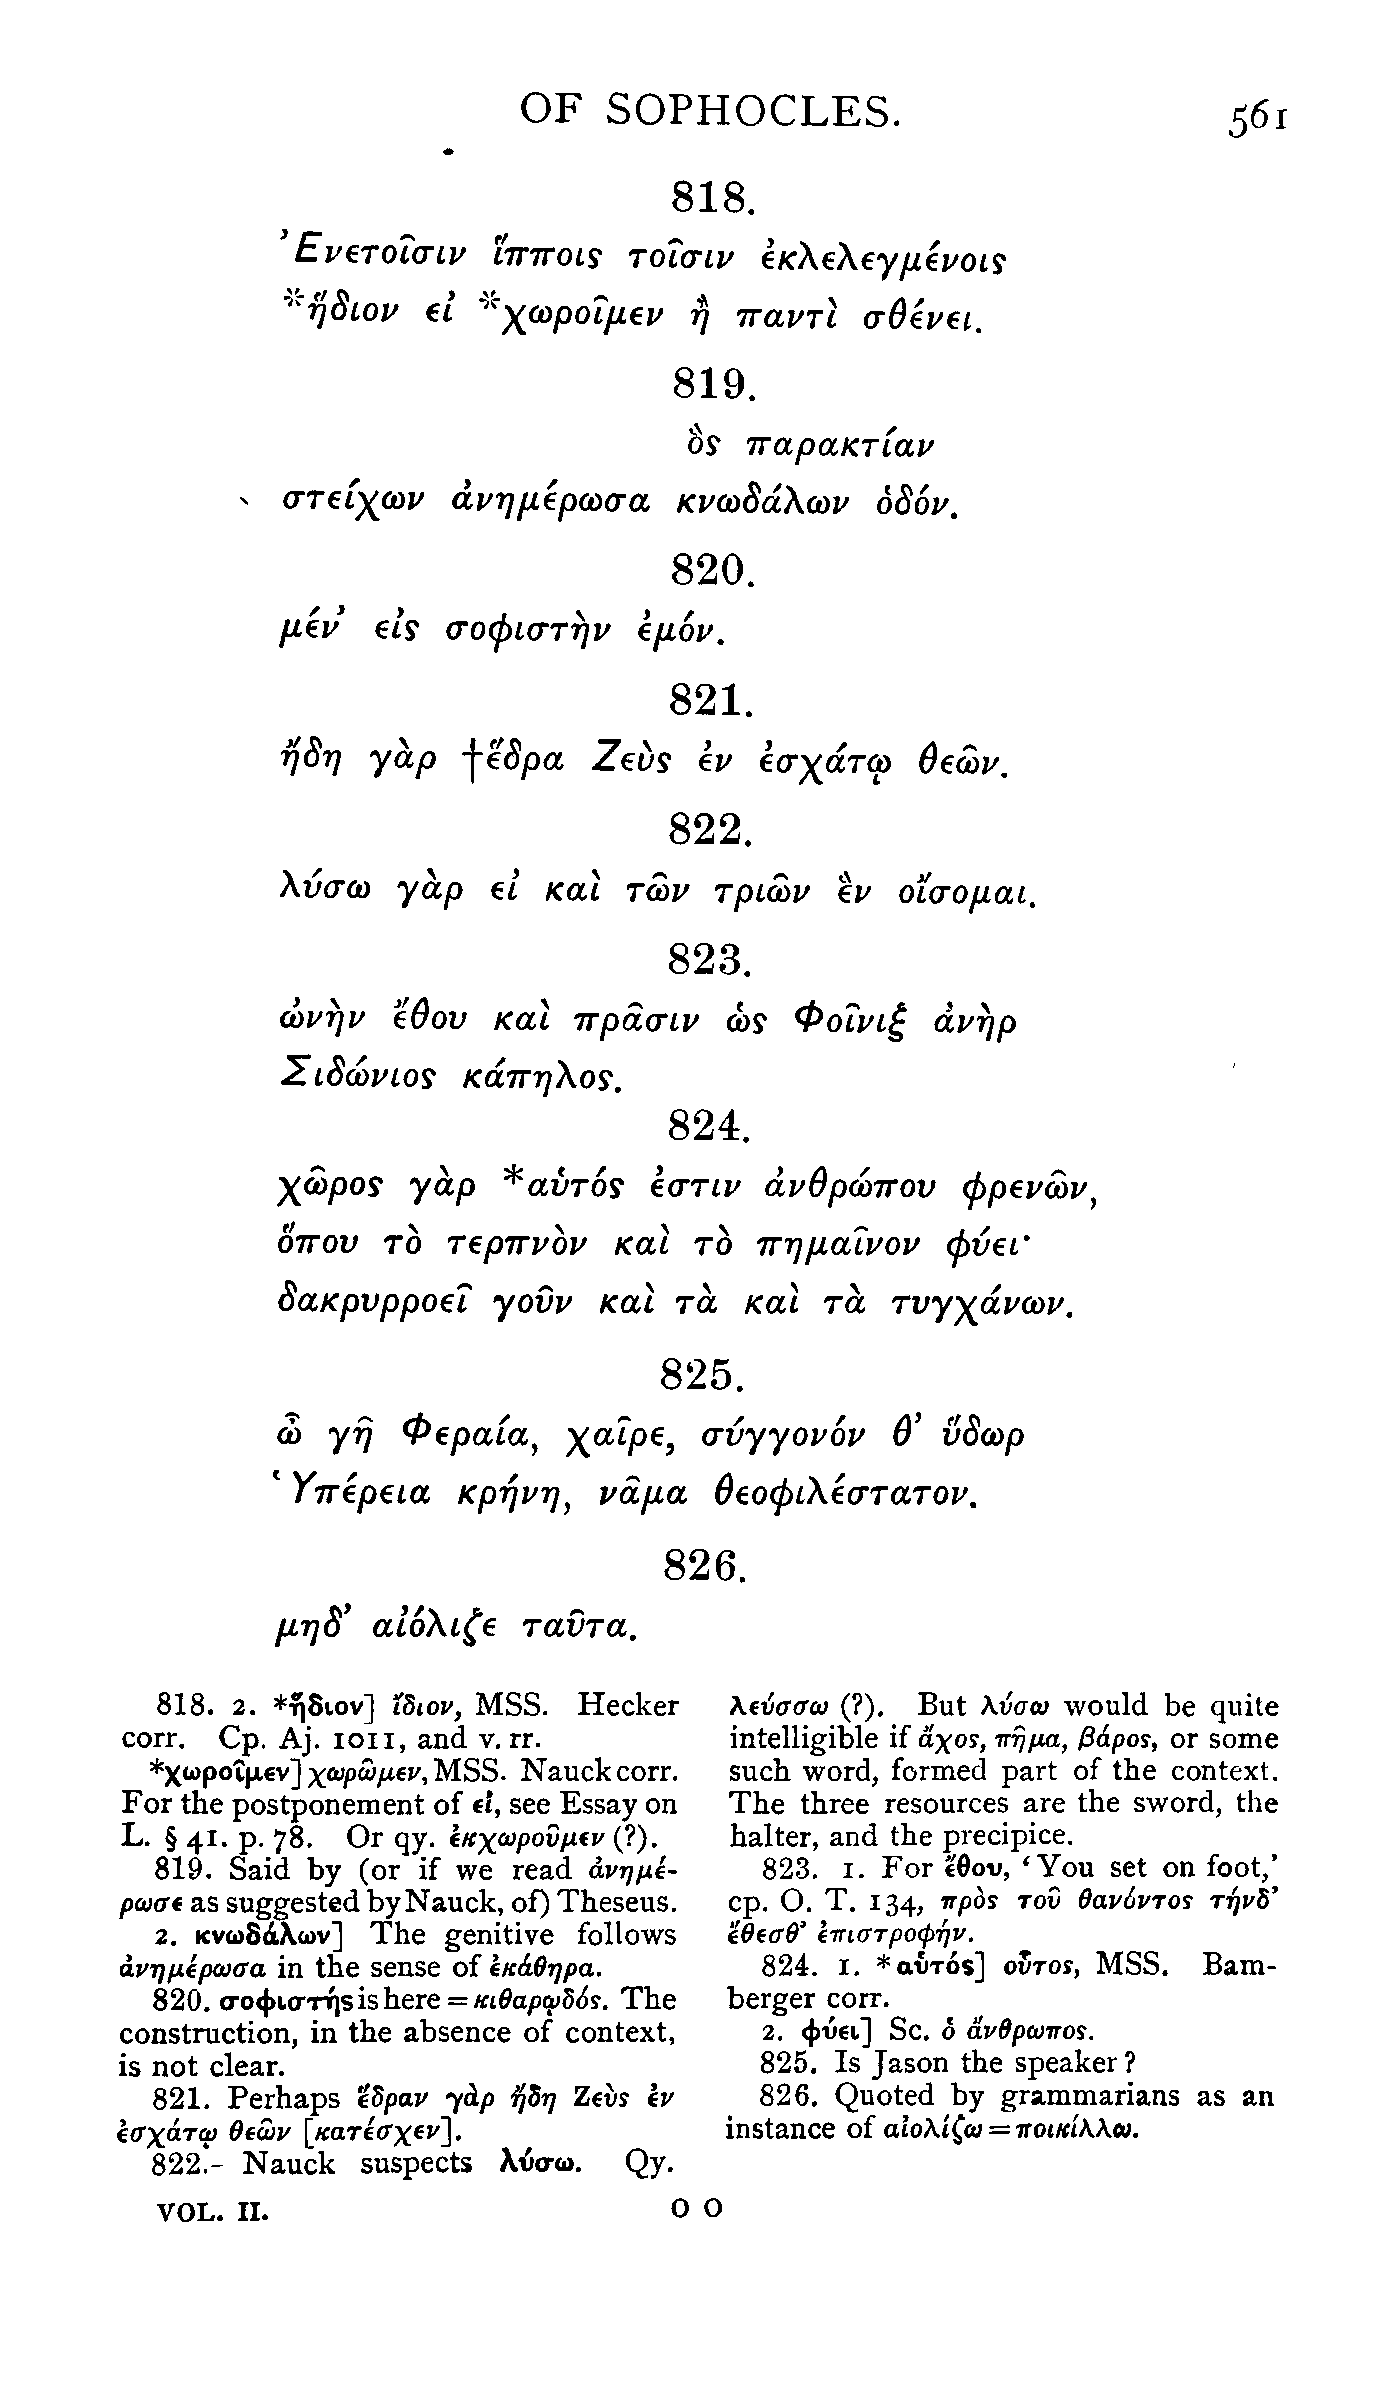 OF SOPHOCLES.
561
818.
Ἐνετοῖσιν ἵπποις τοῖσιν ἐκλελεγμένοις
*ἥδιον εἰ *χωροῖμεν ἢ παντὶ σθένει.
819.
ὃς παρακτίαν
στείχων ἀνημέρωσα κνωδάλων ὁδόν.
820.
μέν᾽ εἰς σοφιστὴν ἐμόν.
821.
ἤδη γὰρ †ἕδρα Ζεὺς ἐν ἐσχάτῳ θεῶν.
822.
λύσω γὰρ εἰ καὶ τῶν τριῶν ἓν οἴσομαι.
823.
ὠνὴν ἔθου καὶ πρᾶσιν ὡς Φοῖνιξ ἀνὴρ
Σιδώνιος κάπηλος.
824.
χῶρος γὰρ *αὑτός ἐστιν ἀνθρώπου φρενῶν,
ὅπου τὸ τερπνὸν καὶ τὸ πημαῖνον φύει·
δακρυρροεῖ γοῦν καὶ τὰ καὶ τὰ τυγχάνων.
825.
ὦ γῆ Φεραία, χαῖρε, σύγγονόν θ᾽ ὕδωρ
Ὑπέρεια κρήνη, νᾶμα θεοφιλέστατον.
826.
μηδ᾽ αἰόλιζε ταῦτα.
818. 2. *ἥδιον] ἴδιον, MSS. Hecker
corr. Cp. Aj. 1011, and v. rr.
*χωροῖμεν] χωρῶμεν, MSS. Nauck corr.
For the postponement of εἰ, see Essay on
L. § 41. p. 78. Or qy. ἐκχωροῦμεν (?).
819. Said by (or if we read ἀνημέ-
ρωσε as suggested by Nauck, of) Theseus.
2. κνωδάλων] The genitive follows
ἀνημέρωσα in the sense of ἐκάθηρα.
820. σοφιστής is here = κιθαρῳδός. The
construction, in the absence of context,
is not clear.
821. Perhaps ἕδραν γὰρ ἤδη Ζεὺς ἐν
ἐσχάτῳ θεῶν [κατέσχεν].
822.- Nauck suspects λύσω. Qy.
λεύσσω (?). But λύσω would be quite
intelligible if ἄχος, πῆμα, βάρος, or some
such word, formed part of the context.
The three resources are the sword, the
halter, and the precipice.
823. 1. For ἔθου, ‘You set on foot,’
cp. O. T. 134, πρὸς τοῦ θανόντος τήνδ᾽
ἔθεσθ᾽ ἐπιστροφήν.
824. 1. *αὑτός] οὗτος, MSS. Bam-
berger corr.
2. φύει] Sc. ὁ ἄνθρωπος.
825. Is Jason the speaker?
826. Quoted by grammarians as an
instance of αἰολίζω = ποικίλλω.
VOL. II.
O O